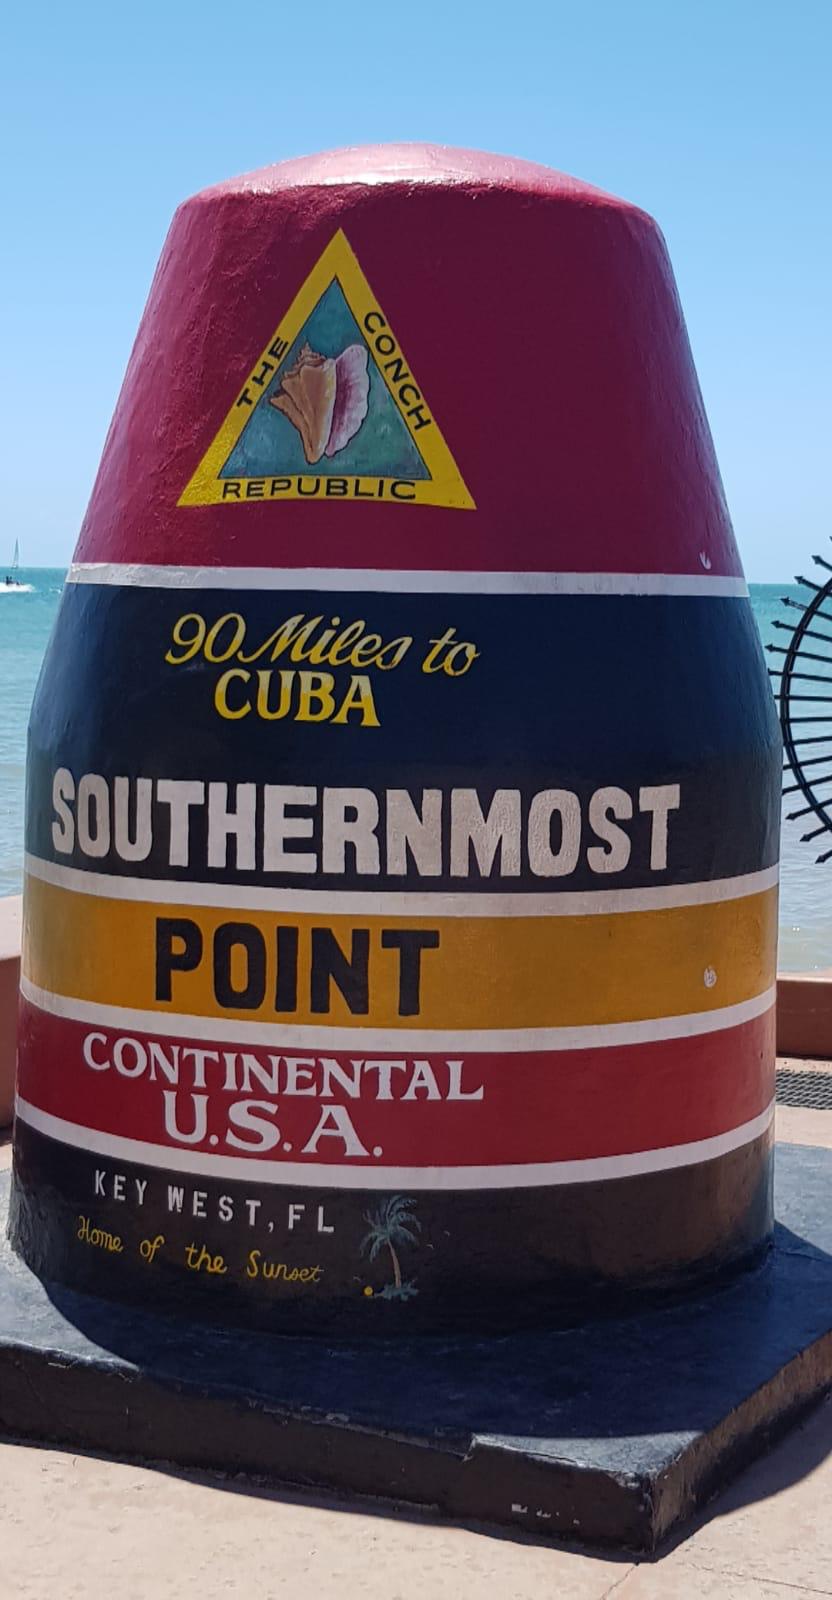 THE CONCH
REPUBLIC
90 Miles to
CUBA
SOUTHERNMOST
POINT
CONTINENTAL
U.S.A.
KEY WEST, FL
Home of the Sunset